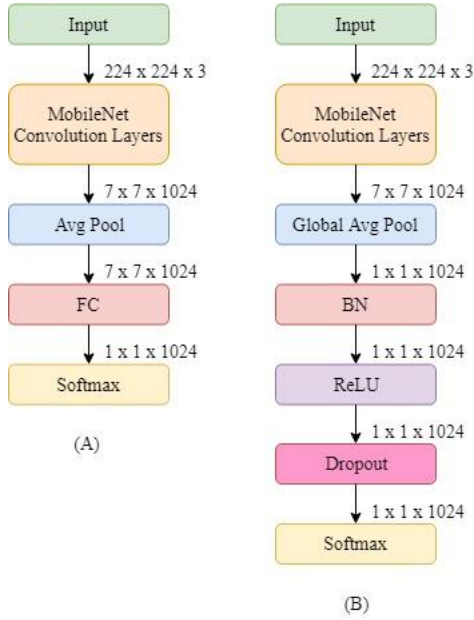 Input
224 x 224 x 3
MobileNet
Convolution Layers
7 x 7 x 1024
Avg Pool
7 x 7 x 1024
FC
1 x 1 x 1024
Softmax
(A)
Input
224 x 224 x 3
MobileNet
Convolution Layers
7 x 7 x 1024
Global Avg Pool
1 x 1 x 1024
BN
1 x 1 x 1024
ReLU
1 x 1 x 1024
Dropout
1 x 1 x 1024
Softmax
(B)